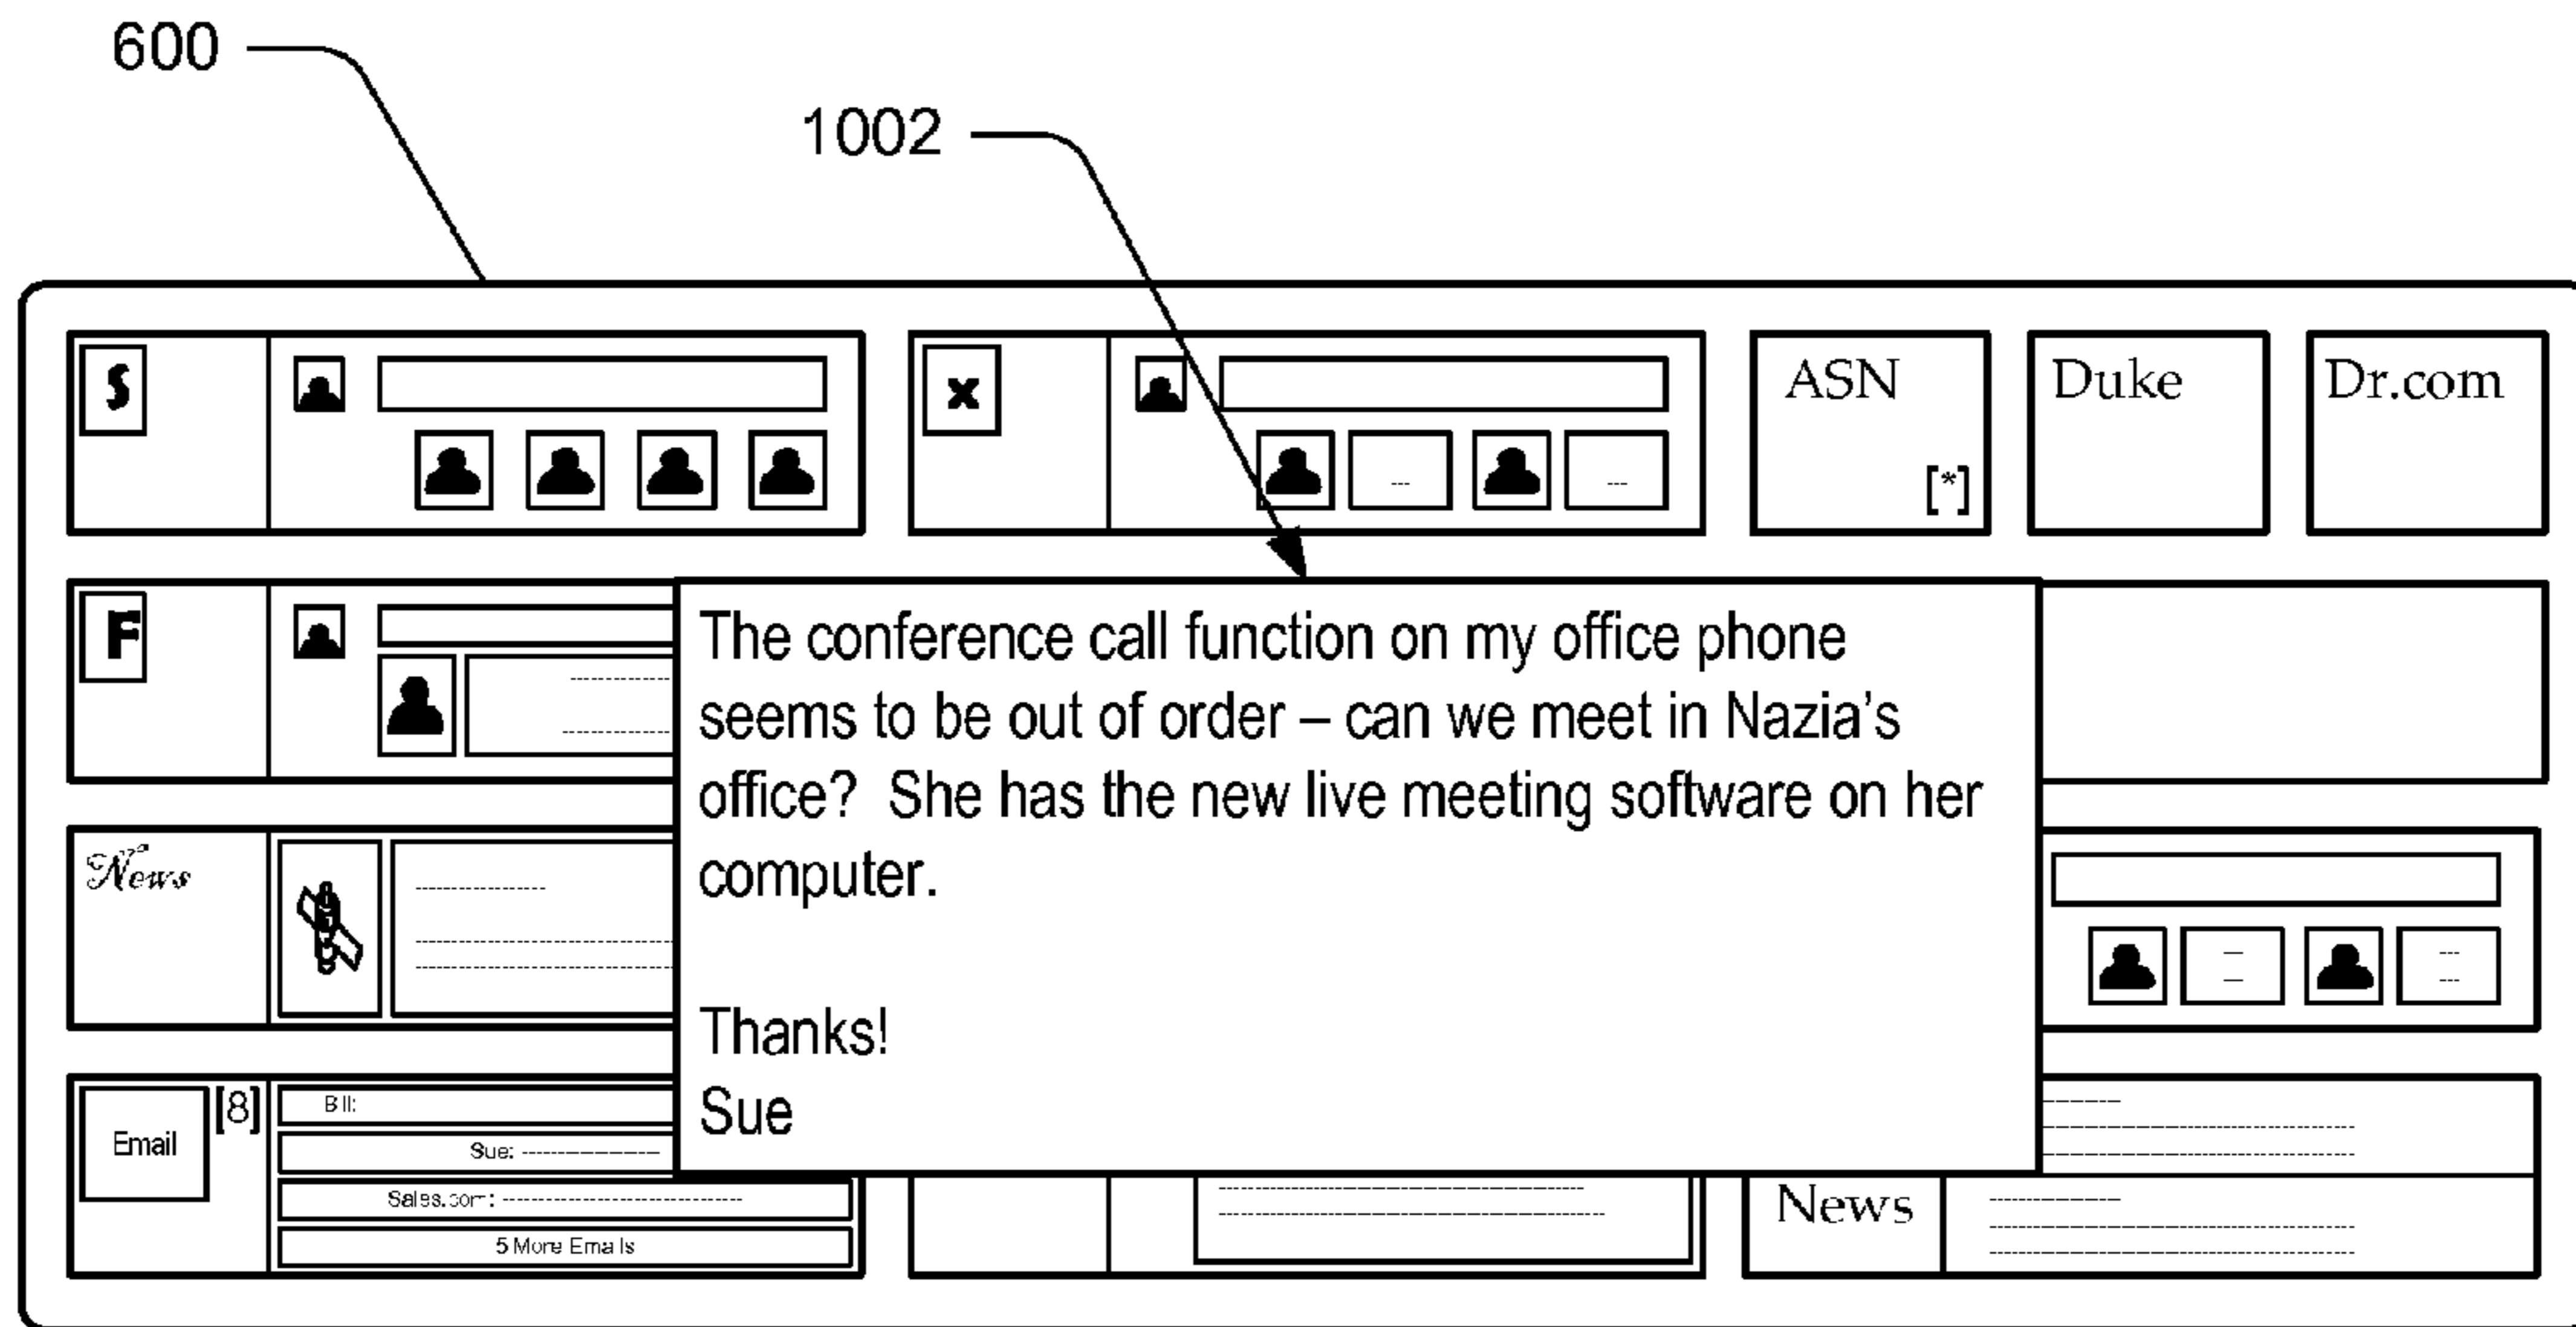 600
1002
S
x
ASN
[*]
Duke
Dr.com
F
The conference call function on my office phone
seems to be out of order – can we meet in Nazia's
office? She has the new live meeting software on her
computer.
Thanks!
Sue
News
Email
[8]
Bill:
Sue:
Sales.com:
5 More Emails
News